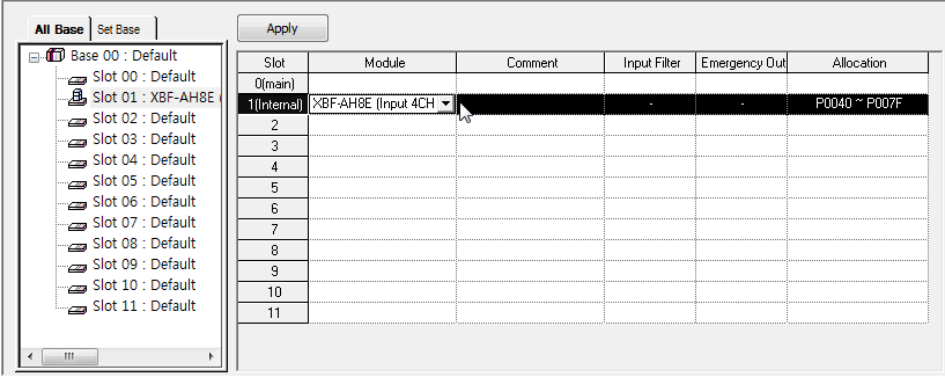 All Base Set Base
Apply
Base 00 : Default
Slot 00 : Default
Slot 01 : XBF-AH8E (
Slot 02 : Default
Slot 03 : Default
Slot 04 : Default
Slot 05 : Default
Slot 06 : Default
Slot 07 : Default
Slot 08 : Default
Slot 09 : Default
Slot 10 : Default
Slot 11 : Default
Slot Module Comment Input Filter Emergency Out Allocation
0(main)
1(Internal) XBF-AH8E (Input 4CH - - P0040 ~ P007F
2
3
4
5
6
7
8
9
10
11